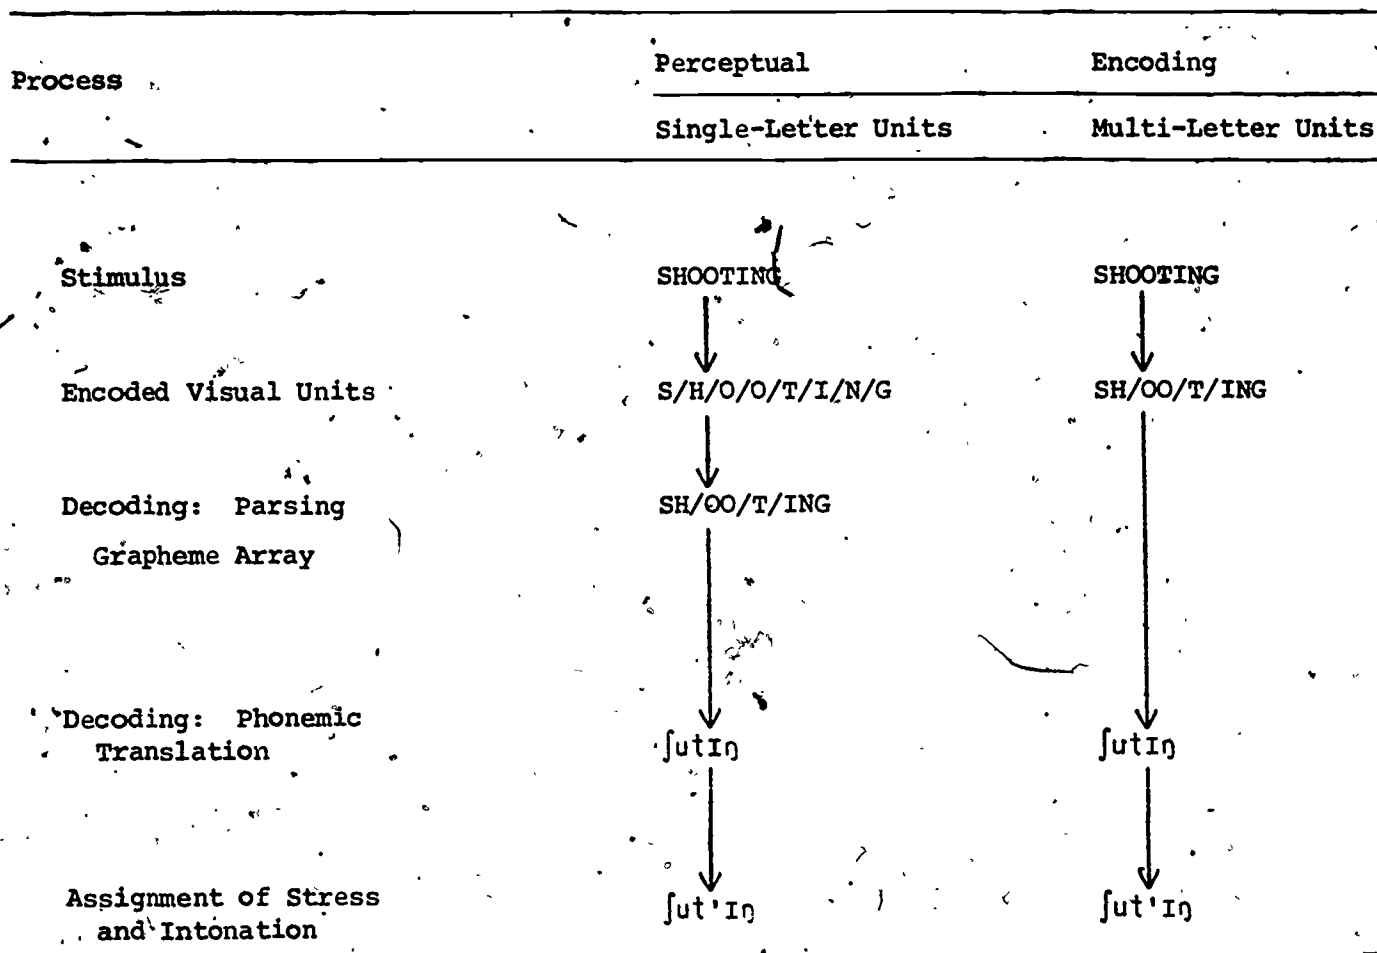 Process
Perceptual Encoding
Single-Letter Units Multi-Letter Units
Stimulus SHOOTING SHOOTING
Encoded Visual Units S/H/O/O/T/I/N/G SH/OO/T/ING
Decoding: Parsing SH/OO/T/ING
Grapheme Array
Decoding: Phonemic
Translation ʃutIŋ ʃutIŋ
Assignment of Stress ʃut'Iŋ ʃut'Iŋ
and Intonation